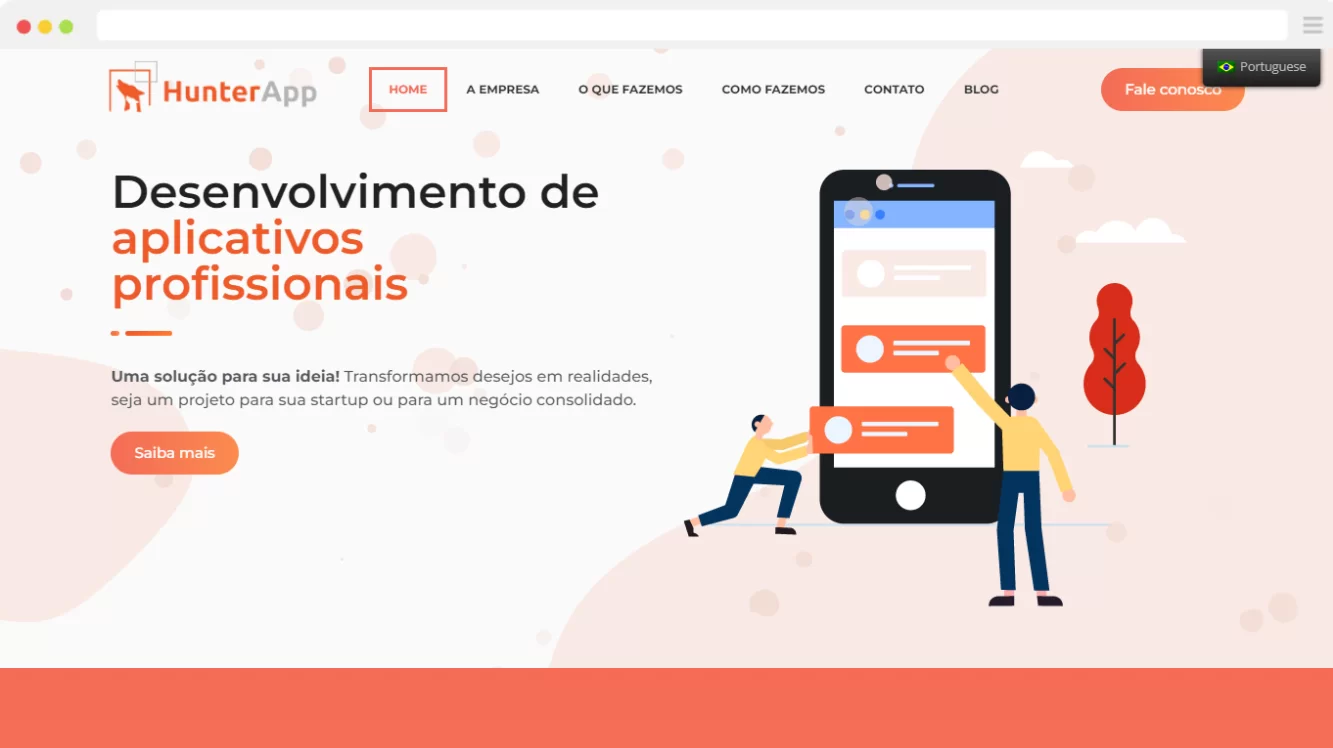 HunterApp
HOME
A EMPRESA
O QUE FAZEMOS
COMO FAZEMOS
CONTATO
BLOG
Portuguese
Fale conosco
Desenvolvimento de
aplicativos
profissionais
Uma solução para sua ideia! Transformamos desejos em realidades,
seja um projeto para sua startup ou para um negócio consolidado.
Saiba mais